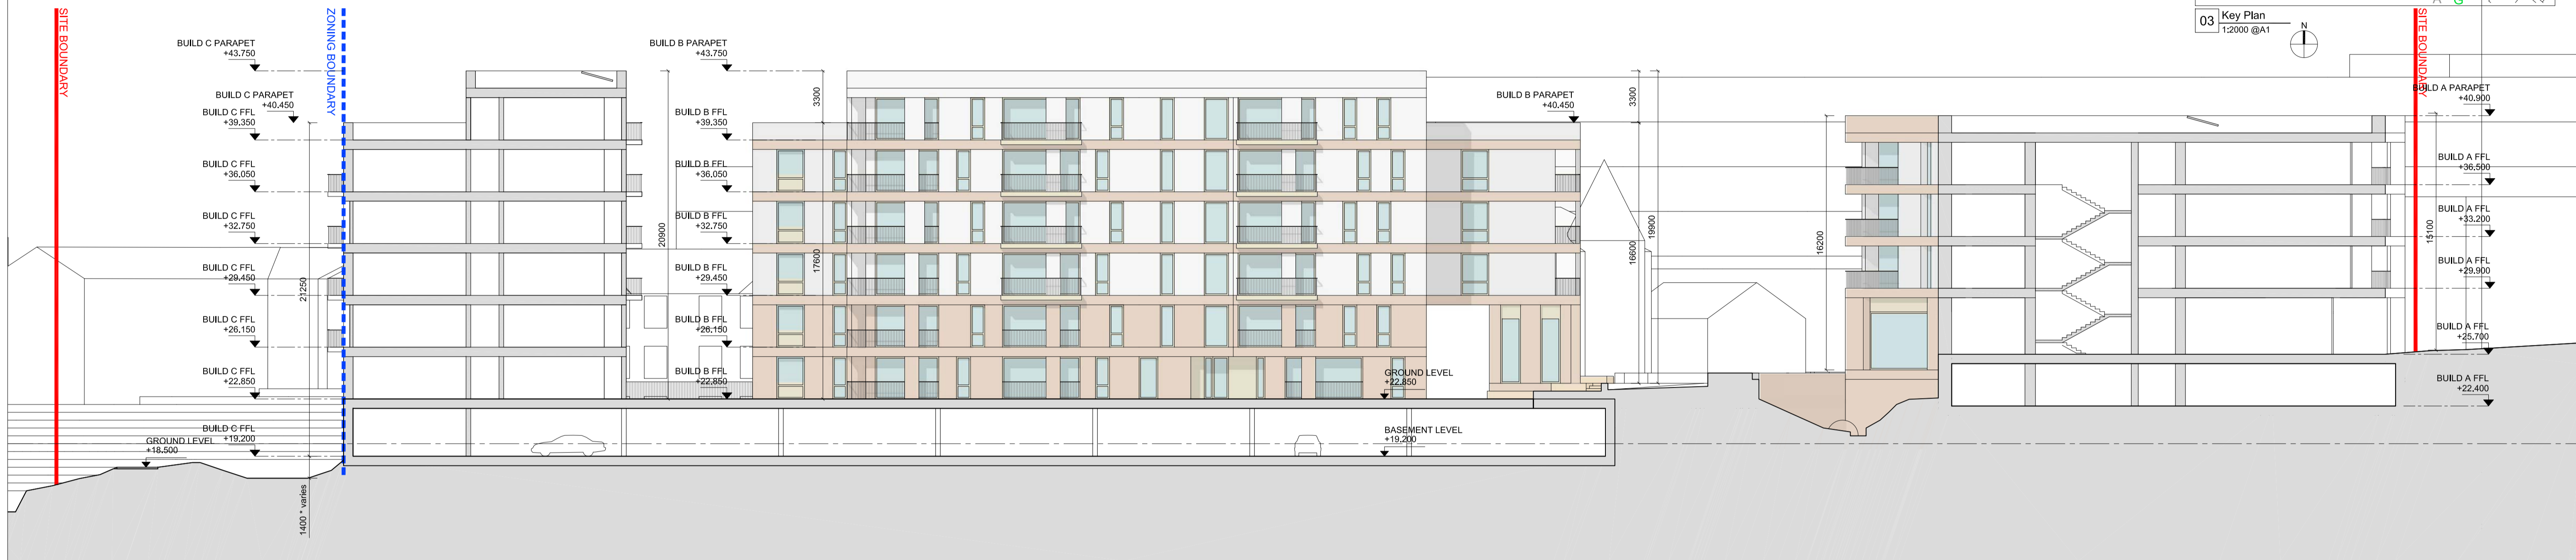 SITE BOUNDARY
ZONING BOUNDARY
BUILD C PARAPET
+43.750
BUILD C PARAPET
+40.450
BUILD C FFL
+39.350
BUILD C FFL
+36.050
BUILD C FFL
+32.750
BUILD C FFL
+29.450
BUILD C FFL
+26.150
BUILD C FFL
+22.850
BUILD C FFL
+19.200
GROUND LEVEL
+18.500
21250
1400 * varies
BUILD B PARAPET
+43.750
BUILD B FFL
+39.350
BUILD B FFL
+36.050
BUILD B FFL
+32.750
BUILD B FFL
+29.450
BUILD B FFL
+26.150
BUILD B FFL
+22.850
20900
3300
17600
BUILD B PARAPET
+40.450
GROUND LEVEL
+22.850
BASEMENT LEVEL
+19.200
3300
16600
19900
16200
03
Key Plan
1:2000 @A1
N
SITE BOUNDARY
BUILD A PARAPET
+40.900
BUILD A FFL
+36.500
BUILD A FFL
+33.200
BUILD A FFL
+29.900
BUILD A FFL
+25.700
BUILD A FFL
+22.400
15100